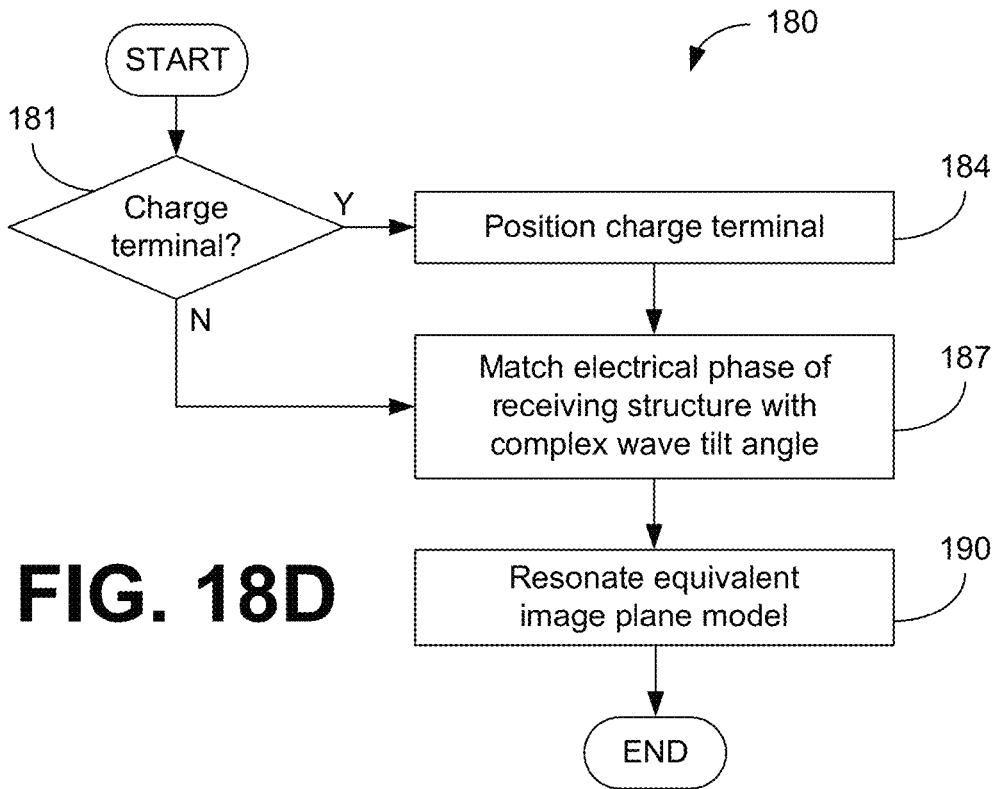 180
START
181
Charge
terminal?
Y
N
184
Position charge terminal
187
Match electrical phase of
receiving structure with
complex wave tilt angle
190
Resonate equivalent
image plane model
FIG. 18D
END